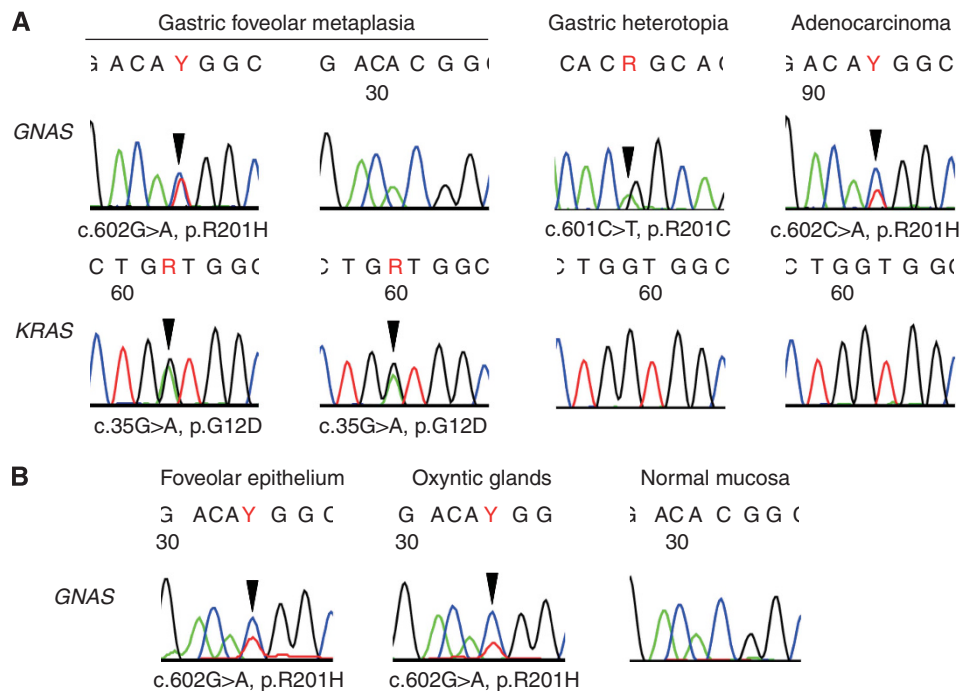 A
Gastric foveolar metaplasia Gastric heterotopia Adenocarcinoma
G A C A Y G G C G A C A C G G G C A C R G C A C G A C A Y G G C
30 90
GNAS
c.602G>A, p.R201H c.601C>T, p.R201C c.602C>A, p.R201H
C T G R T G G C C T G R T G G C C T G G T G G C C T G G T G G C
60 60 60 60
KRAS
c.35G>A, p.G12D c.35G>A, p.G12D
B
Foveolar epithelium Oxyntic glands Normal mucosa
G A C A Y G G C G A C A Y G G G A C A C G G C
30 30 30
GNAS
c.602G>A, p.R201H c.602G>A, p.R201H